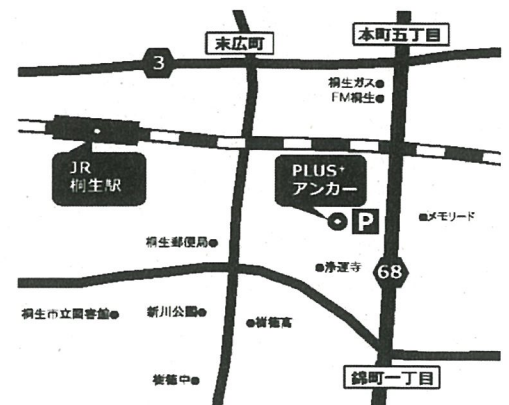 末広町
本町五丁目
3
桐生ガス
FM桐生
JR
桐生駅
PLUS+
アンカー
P
メモリード
桐生郵便局
浄運寺
68
桐生市立図書館
新川公園
樹徳高
樹徳中
錦町一丁目